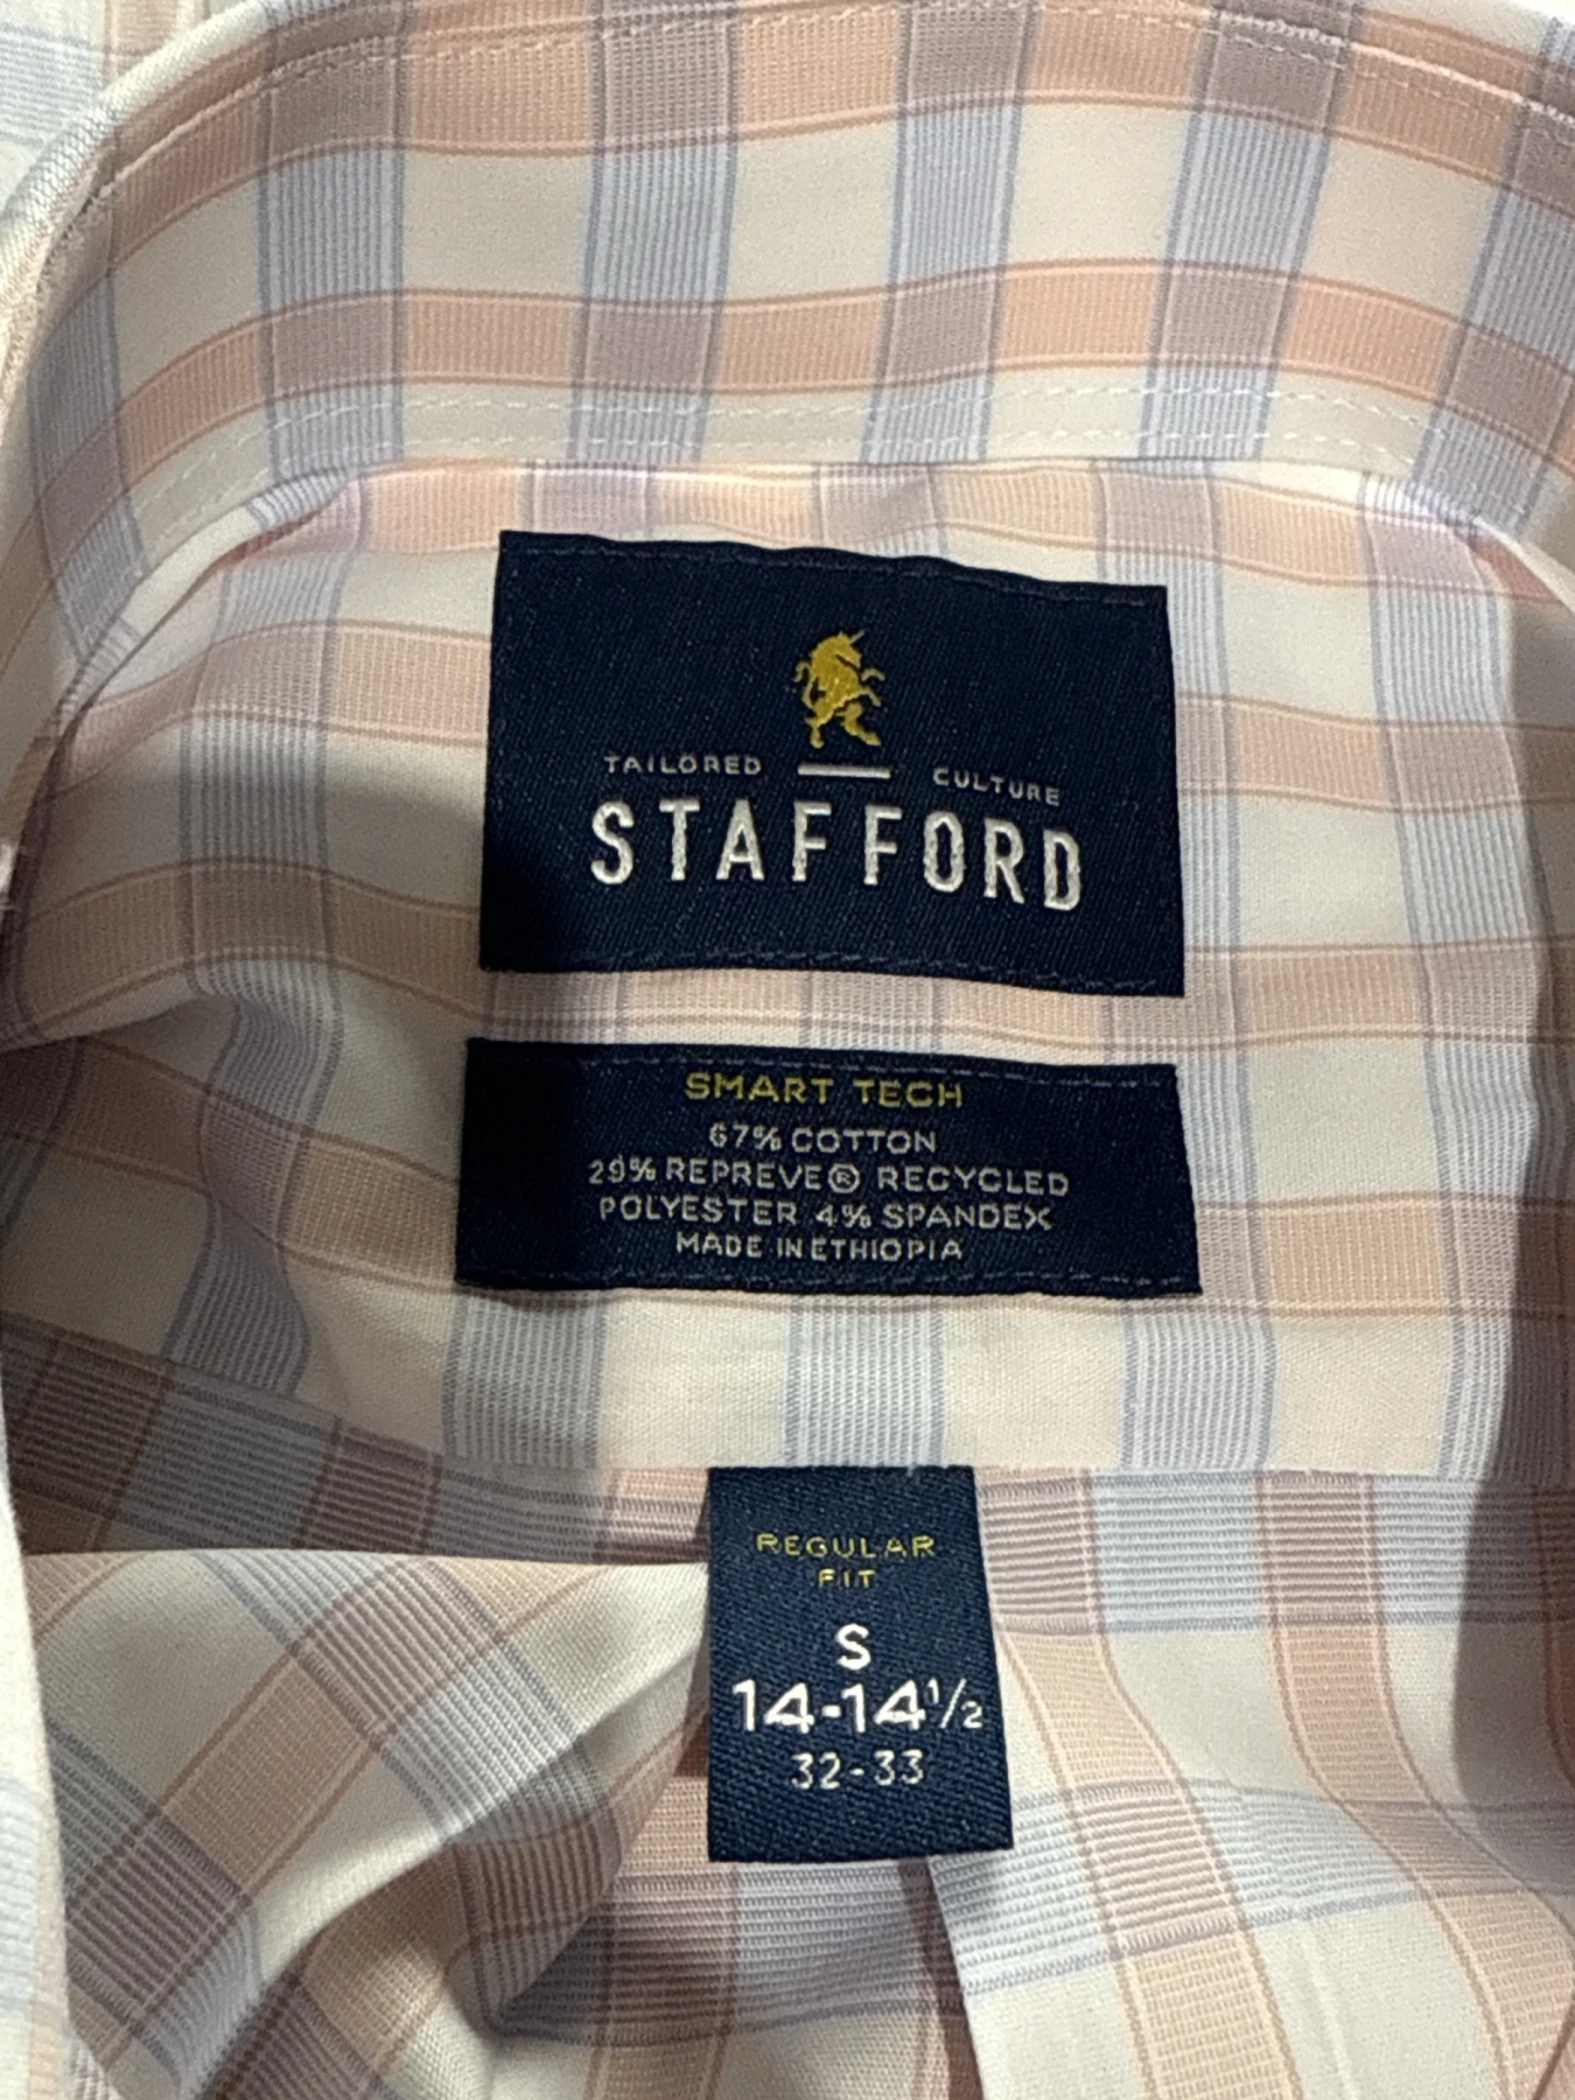 TAILORED CULTURE
STAFFORD
SMART TECH
67% COTTON
29% REPREVE® RECYCLED
POLYESTER 4% SPANDEX
MADE IN ETHIOPIA
REGULAR
FIT
S
14-14½
32-33